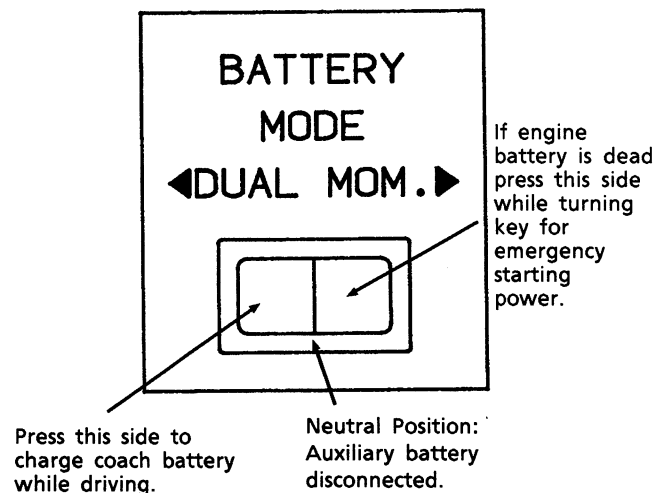 BATTERY
MODE
◀DUAL MOM.▶
If engine
battery is dead
press this side
while turning
key for
emergency
starting
power.
Press this side to
charge coach battery
while driving.
Neutral Position:
Auxiliary battery
disconnected.